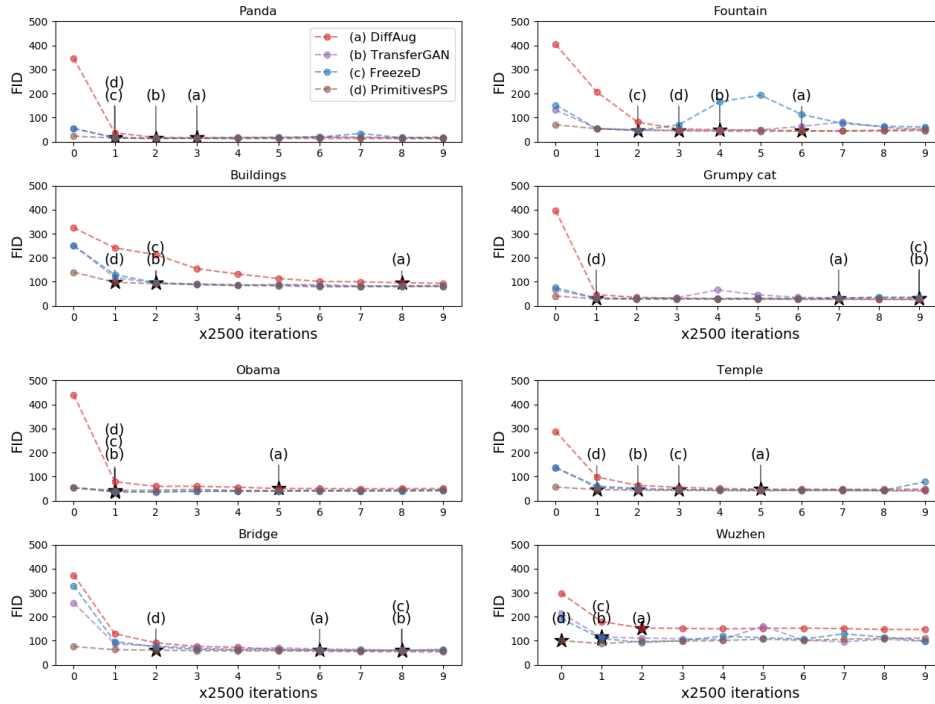 Panda
FID
500
400
300
200
100
0
(d)
(c)
(b)
(a)
(a) DiffAug
(b) TransferGAN
(c) FreezeD
(d) PrimitivesPS
0 1 2 3 4 5 6 7 8 9
Fountain
FID
500
400
300
200
100
0
(c)
(d)
(b)
(a)
0 1 2 3 4 5 6 7 8 9
Buildings
FID
500
400
300
200
100
0
(d)
(c)
(b)
(a)
0 1 2 3 4 5 6 7 8 9
x2500 iterations
Grumpy cat
FID
500
400
300
200
100
0
(d)
(a)
(c)
(b)
0 1 2 3 4 5 6 7 8 9
x2500 iterations
Obama
FID
500
400
300
200
100
0
(d)
(c)
(b)
(a)
0 1 2 3 4 5 6 7 8 9
Temple
FID
500
400
300
200
100
0
(d)
(b)
(c)
(a)
0 1 2 3 4 5 6 7 8 9
Bridge
FID
500
400
300
200
100
0
(d)
(a)
(c)
(b)
0 1 2 3 4 5 6 7 8 9
x2500 iterations
Wuzhen
FID
500
400
300
200
100
0
(d)
(c)
(b)
(a)
0 1 2 3 4 5 6 7 8 9
x2500 iterations